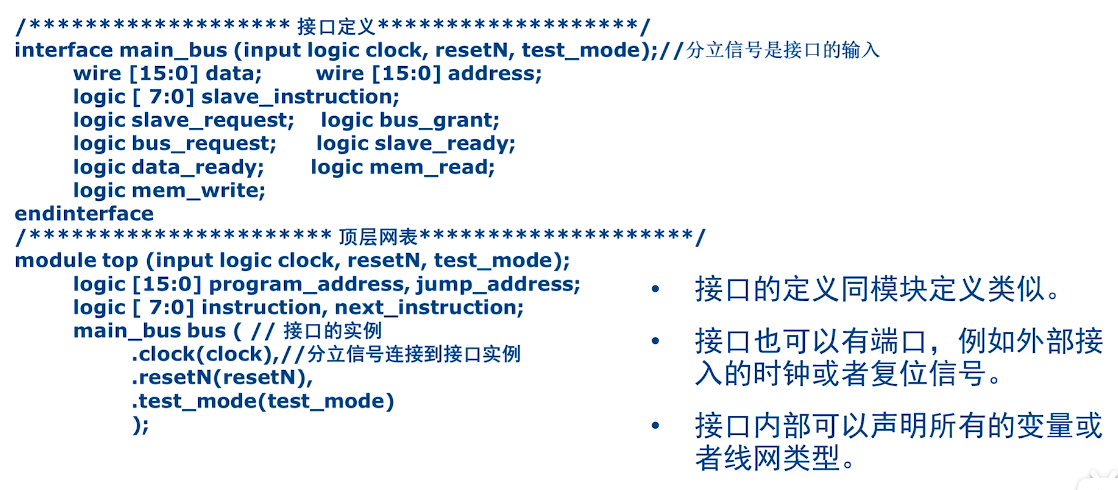 /******************* 接口定义*******************/
interface main_bus (input logic clock, resetN, test_mode);//分立信号是接口的输入
wire [15:0] data; wire [15:0] address;
logic [ 7:0] slave_instruction;
logic slave_request; logic bus_grant;
logic bus_request; logic slave_ready;
logic data_ready; logic mem_read;
logic mem_write;
endinterface
/********************** 顶层网表********************/
module top (input logic clock, resetN, test_mode);
logic [15:0] program_address, jump_address;
logic [ 7:0] instruction, next_instruction;
main_bus bus ( // 接口的实例
.clock(clock),//分立信号连接到接口实例
.resetN(resetN),
.test_mode(test_mode)
);
• 接口的定义同模块定义类似。
• 接口也可以有端口，例如外部接
入的时钟或者复位信号。
• 接口内部可以声明所有的变量或
者线网类型。